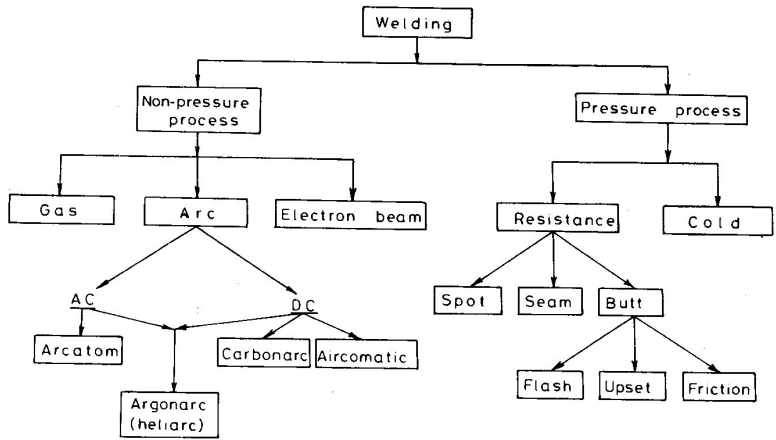 Welding
Non-pressure
process
Pressure process
Gas
Arc
Electron beam
Resistance
Cold
AC
DC
Spot
Seam
Butt
Arcatom
Carbonarc
Aircomatic
Flash
Upset
Friction
Argonarc
(heliarc)